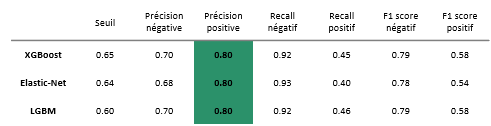 Seuil Précision négative Précision positive Recall négatif Recall positif F1 score négatif F1 score positif
XGBoost 0.65 0.70 0.80 0.92 0.45 0.79 0.58
Elastic-Net 0.64 0.68 0.80 0.93 0.40 0.78 0.54
LGBM 0.60 0.70 0.80 0.92 0.46 0.79 0.58